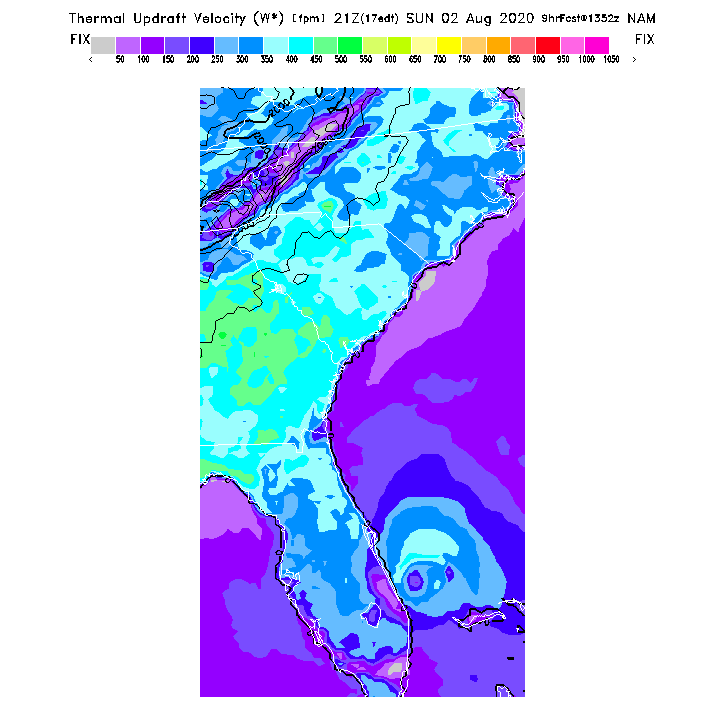 Thermal Updraft Velocity (W*) [fpm] 21Z(17edt) SUN 02 Aug 2020 9hrFcst@1352z NAM
FIX FIX
< 50 100 150 200 250 300 350 400 450 500 550 600 650 700 750 800 850 900 950 1000 1050 >
2000